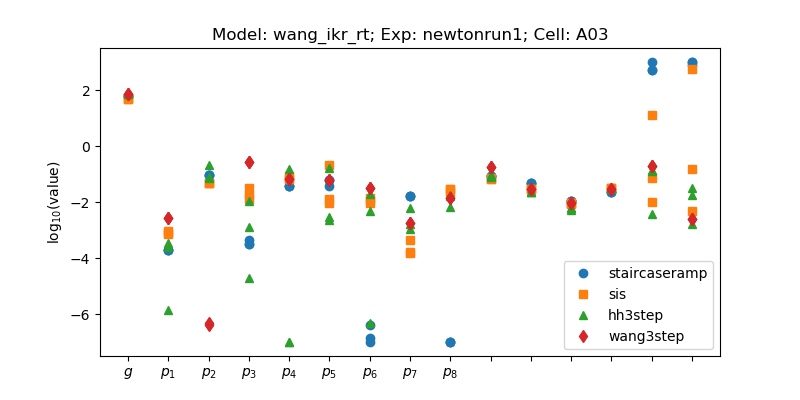 Model: wang_ikr_rt; Exp: newtonrun1; Cell: A03
log₁₀(value)
2
0
−2
−4
−6
g p₁ p₂ p₃ p₄ p₅ p₆ p₇ p₈
staircaseramp
sis
hh3step
wang3step